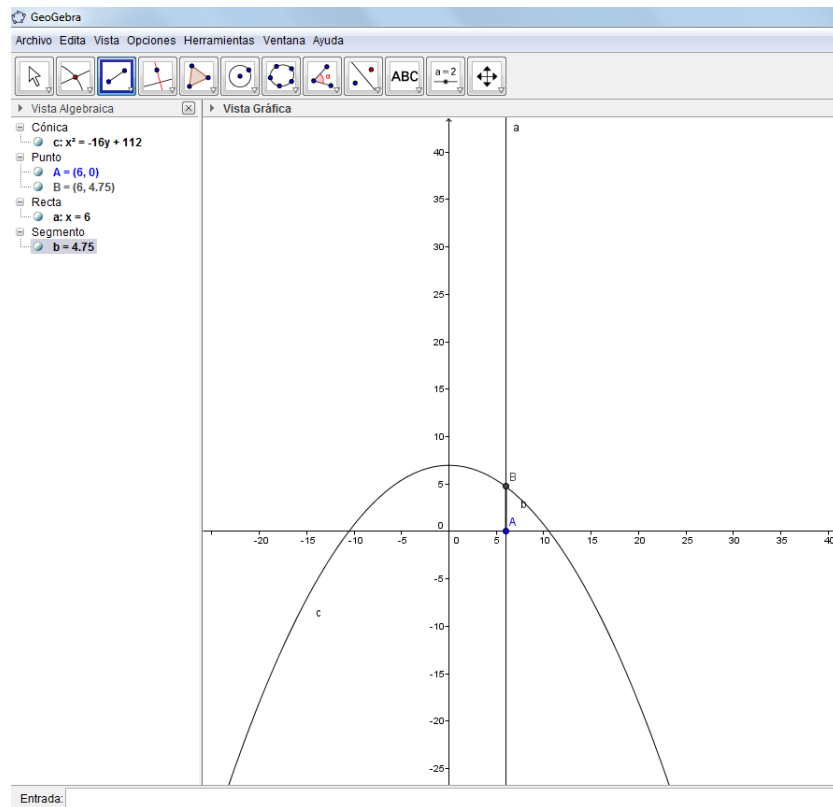 GeoGebra
Archivo Edita Vista Opciones Herramientas Ventana Ayuda
α
ABC
a=2
Vista Algebraica
Vista Gráfica
Cónica
c: x² = -16y + 112
Punto
A = (6, 0)
B = (6, 4.75)
Recta
a: x = 6
Segmento
b = 4.75
a
40
35
30
25
20
15
10
5
B
b
A
0
-20 -15 -10 -5 0 5 10 15 20 25 30 35 40
-5
c
-10
-15
-20
-25
Entrada: